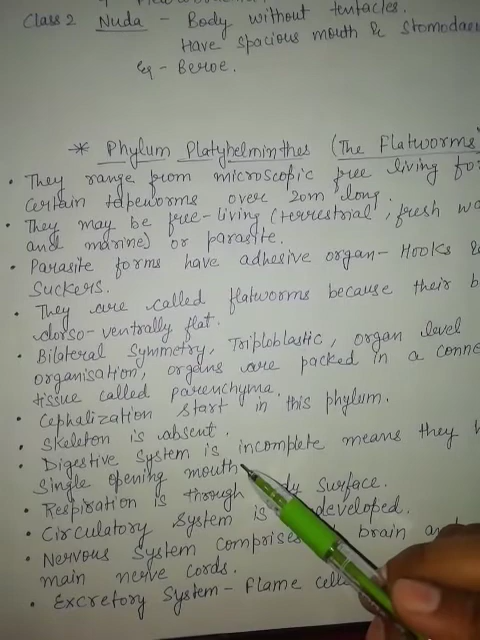 Class 2 Nuda - Body without tentacles.
Have spacious mouth &
Eg - Beroe.
* Phylum Platyhelminthes (The Flatworms
• They range from microscopic free living
certain tapeworms over 20m long.
• They may be free-living (terrestrial, fresh
and marine) or parasite.
• Parasite forms have adhesive organ - Hooks &
Suckers.
• They are called flatworms because their
dorso-ventrally flat.
• Bilateral Symmetry, Triploblastic, organ level
organisation, organs are packed in a
tissue called parenchyma.
• Cephalization start in this phylum.
• Skeleton is absent.
• Digestive System is incomplete means they
Single opening mouth
• Respiration is through surface.
• Circulatory System is
• Nervous System comprises brain
main nerve cords.
• Excretory System - Flame